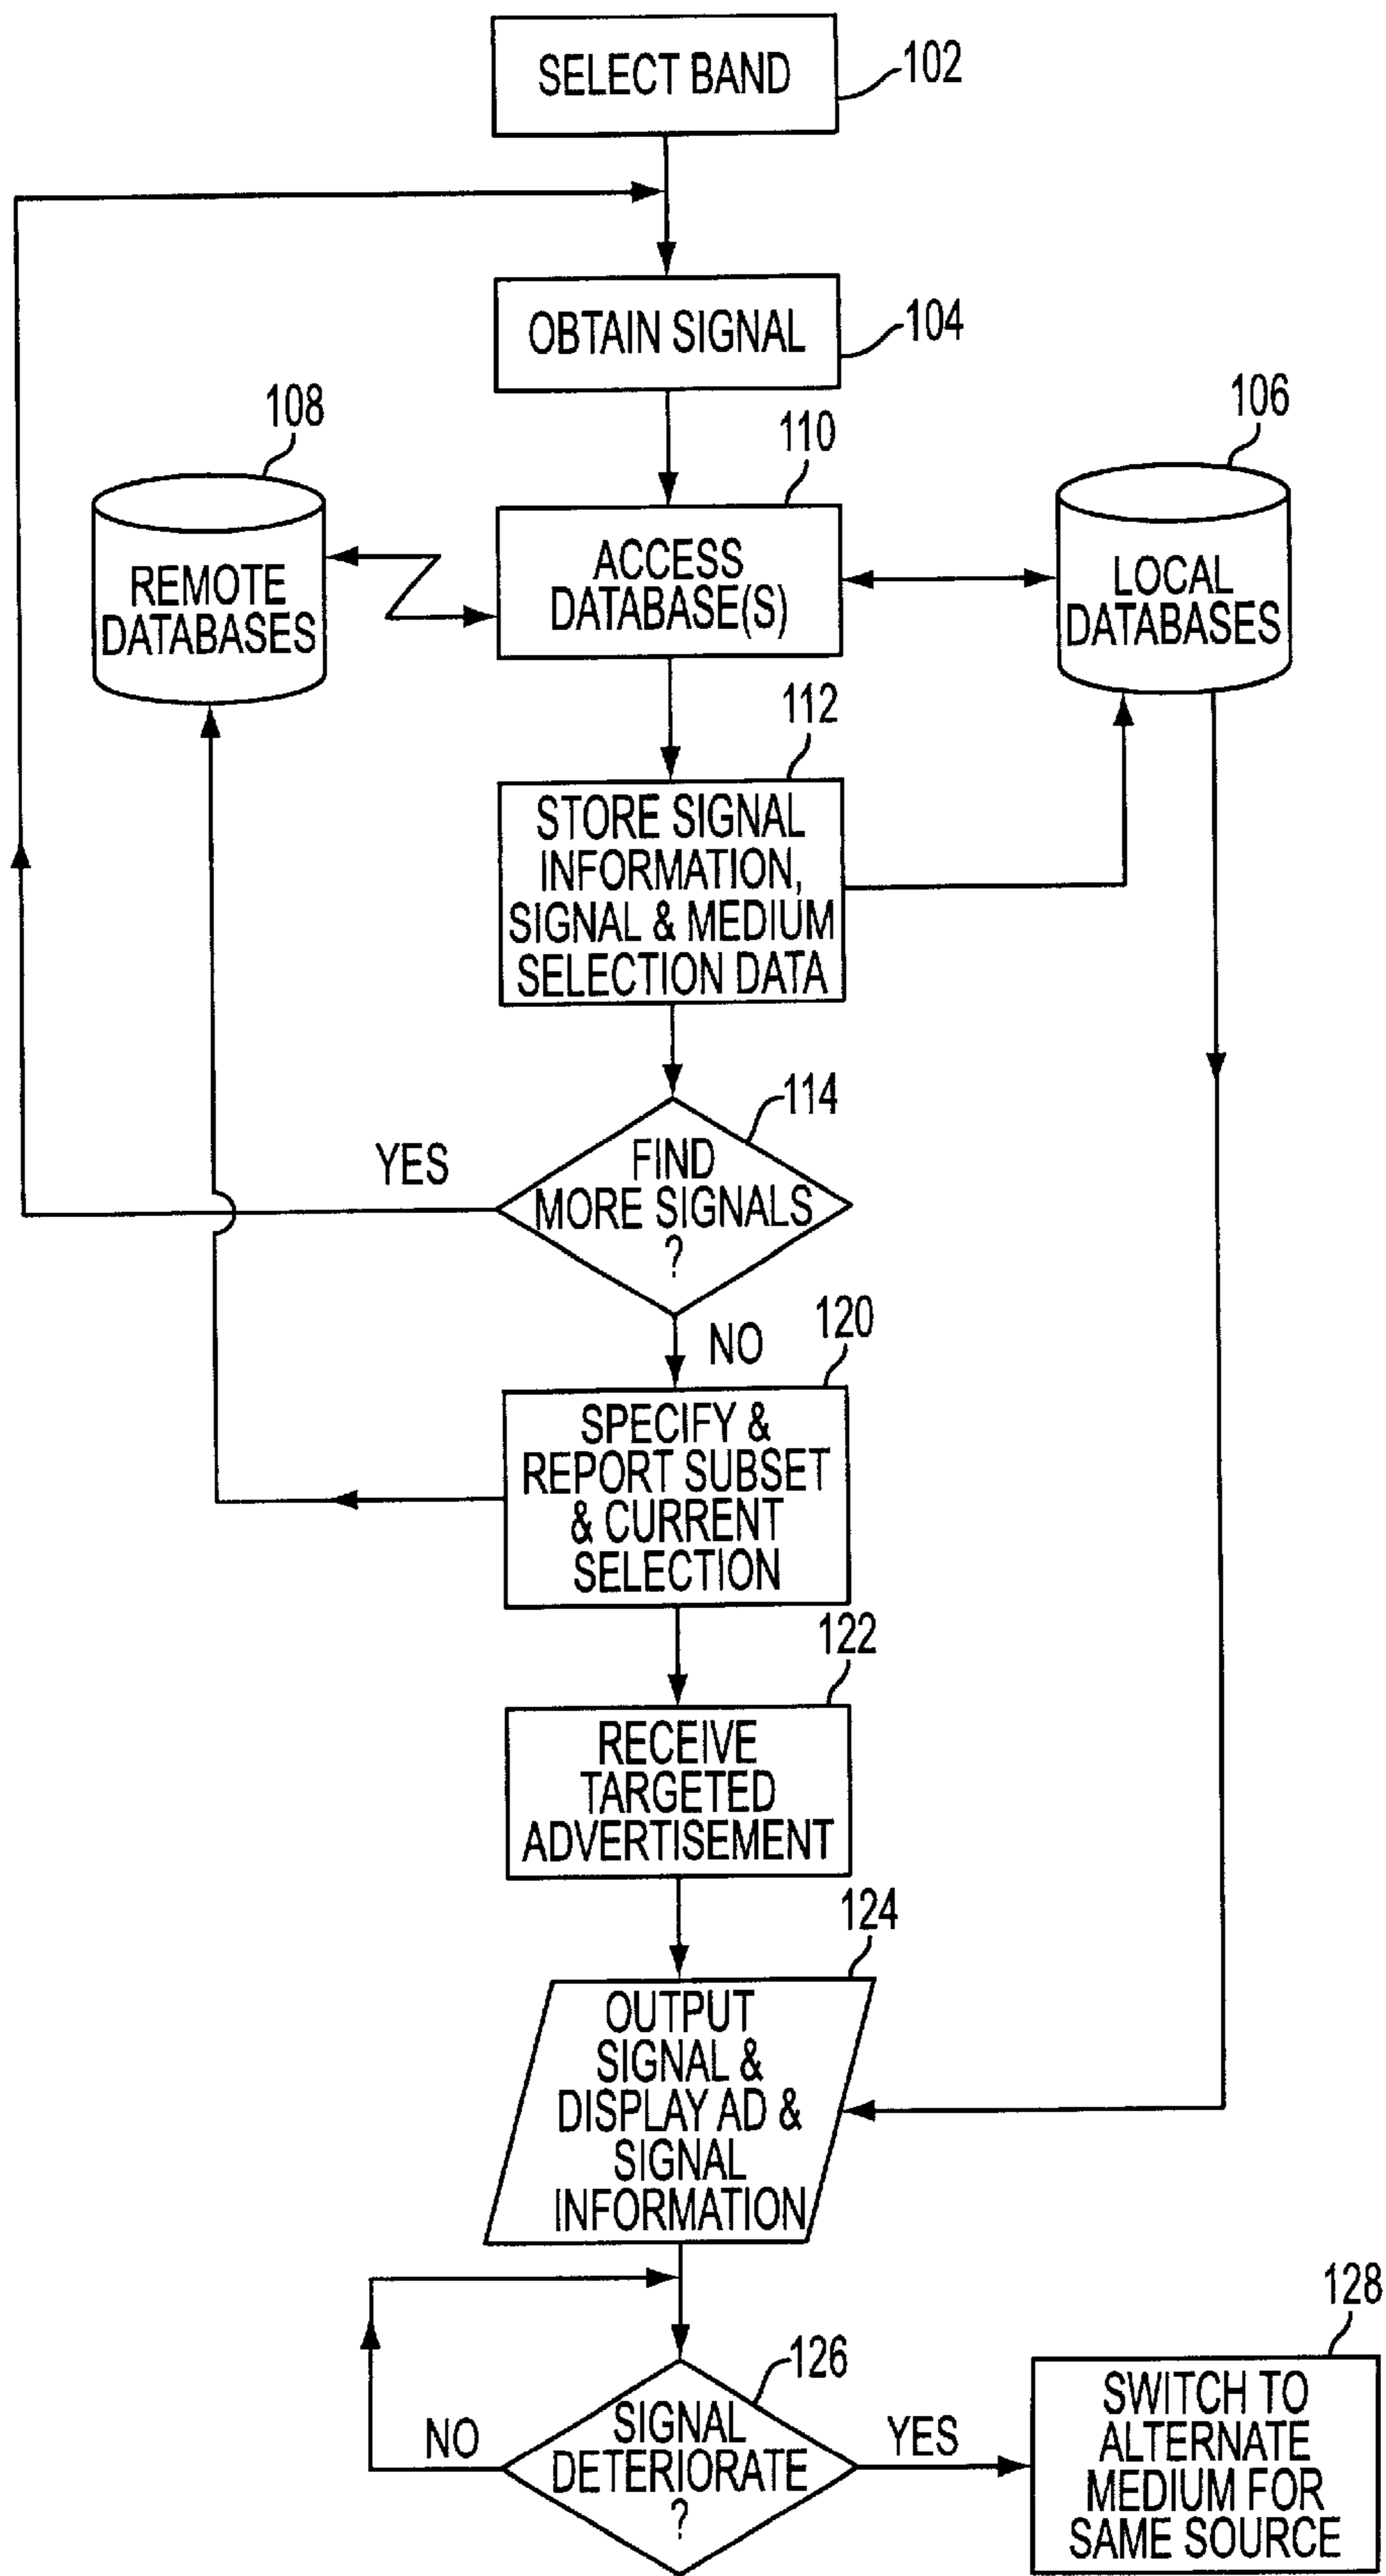 SELECT BAND
102
OBTAIN SIGNAL
104
108
110
106
REMOTE
DATABASES
ACCESS
DATABASE(S)
LOCAL
DATABASES
112
STORE SIGNAL
INFORMATION,
SIGNAL & MEDIUM
SELECTION DATA
114
YES
FIND
MORE SIGNALS
?
NO
120
SPECIFY &
REPORT SUBSET
& CURRENT
SELECTION
122
RECEIVE
TARGETED
ADVERTISEMENT
124
OUTPUT
SIGNAL &
DISPLAY AD &
SIGNAL
INFORMATION
126
128
NO
SIGNAL
DETERIORATE
?
YES
SWITCH TO
ALTERNATE
MEDIUM FOR
SAME SOURCE